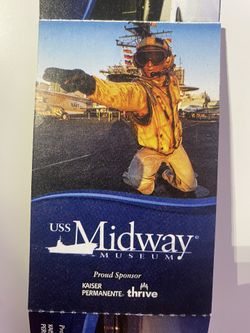 USS Midway®
MUSEUM
Proud Sponsor
KAISER
PERMANENTE® thrive